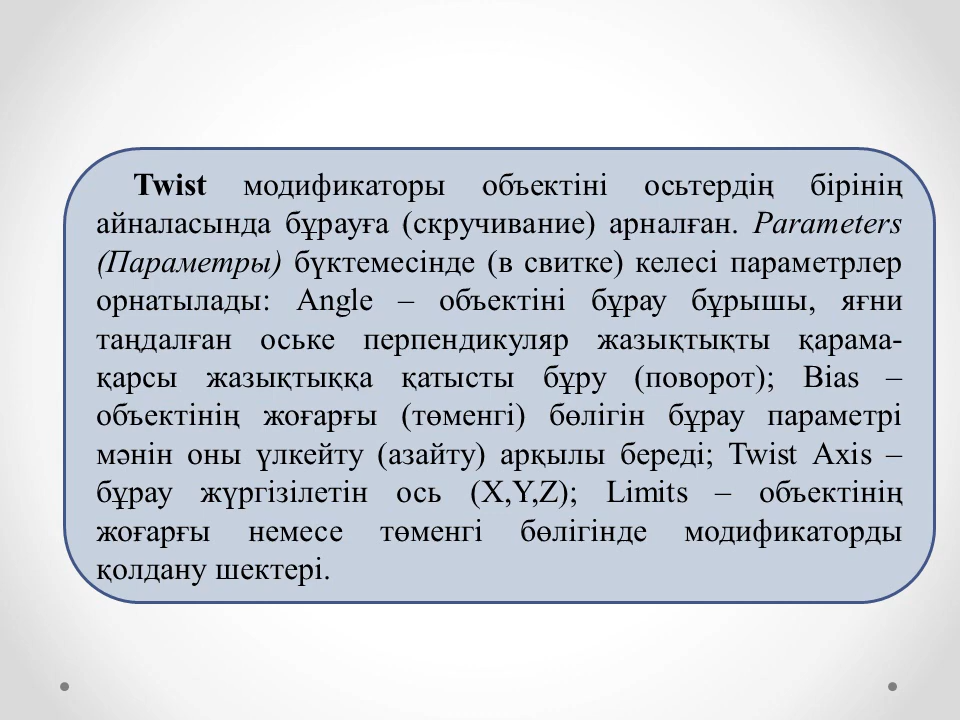 Twist модификаторы объектіні осьтердің бірінің
айналасында бұрауға (скручивание) арналған. Parameters
(Параметры) бүктемесінде (в свитке) келесі параметрлер
орнатылады: Angle – объектіні бұрау бұрышы, яғни
таңдалған оське перпендикуляр жазықтықты қарама-
қарсы жазықтыққа қатысты бұру (поворот); Bias –
объектінің жоғарғы (төменгі) бөлігін бұрау параметрі
мәнін оны үлкейту (азайту) арқылы береді; Twist Axis –
бұрау жүргізілетін ось (X,Y,Z); Limits – объектінің
жоғарғы немесе төменгі бөлігінде модификаторды
қолдану шектері.